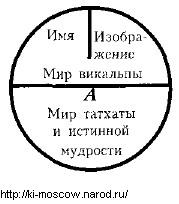 Имя
Изобра-
жение
Мир викальпы
А
Мир татхаты
и истинной
мудрости
http://ki-moscow.narod.ru/